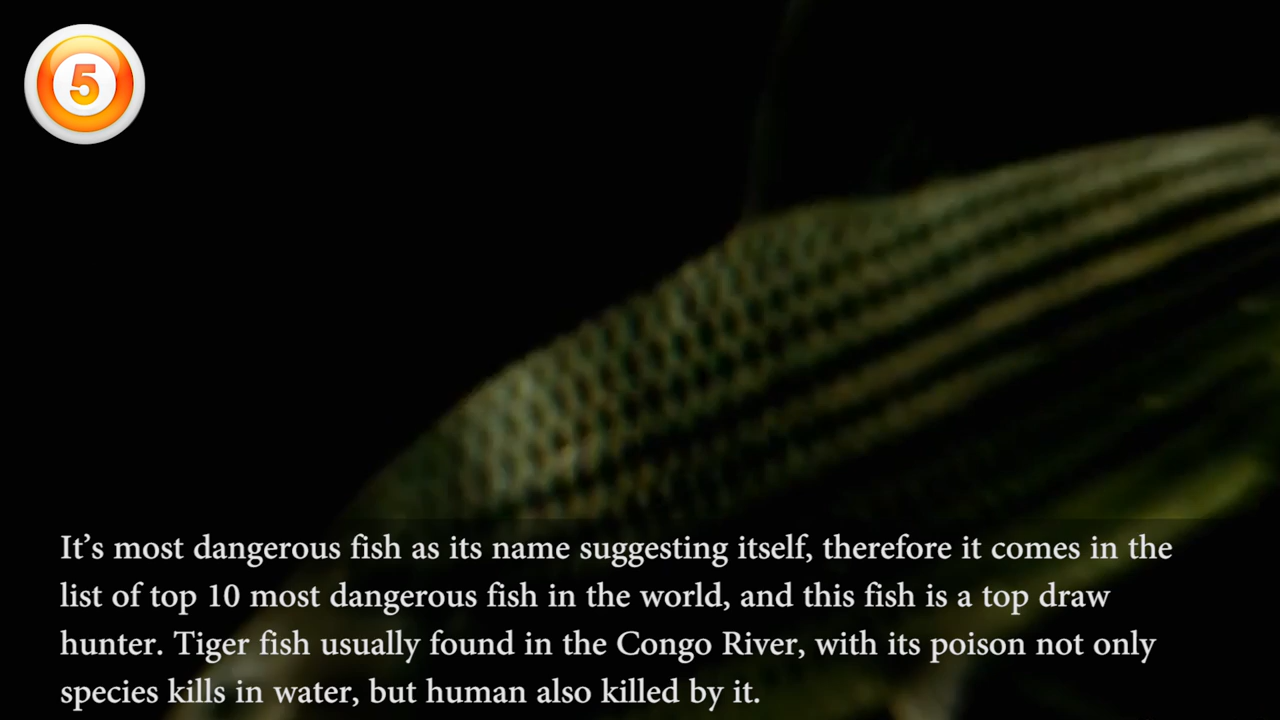 5
It’s most dangerous fish as its name suggesting itself, therefore it comes in the
list of top 10 most dangerous fish in the world, and this fish is a top draw
hunter. Tiger fish usually found in the Congo River, with its poison not only
species kills in water, but human also killed by it.